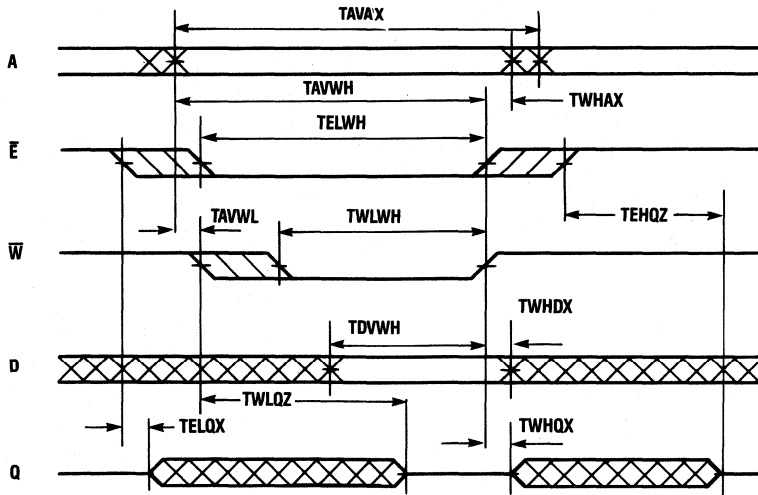 TAVAX
A
TAVWH
TWHAX
TELWH
E̅
TAVWL
TWLWH
TEHQZ
W̅
TDVWH
TWHDX
D
TWLQZ
TELQX
TWHQX
Q